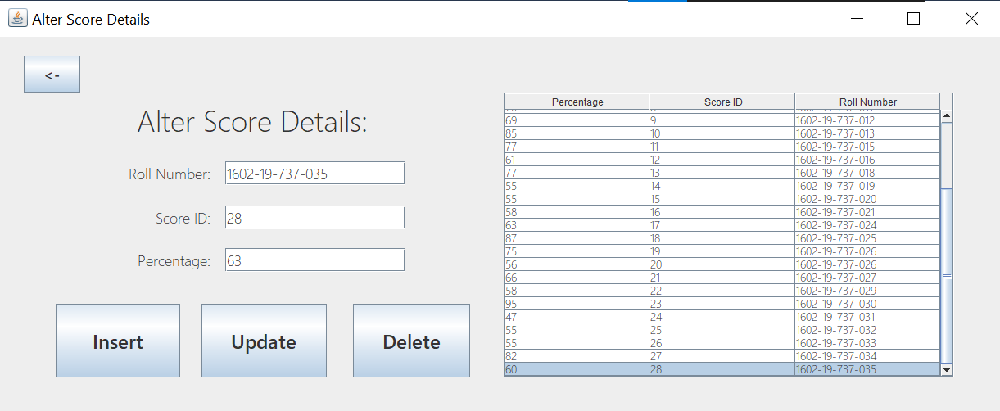 Alter Score Details
<-
Alter Score Details:
Roll Number: 1602-19-737-035
Score ID: 28
Percentage: 63
Insert Update Delete
Percentage Score ID Roll Number
69 9 1602-19-737-012
85 10 1602-19-737-013
77 11 1602-19-737-015
61 12 1602-19-737-016
77 13 1602-19-737-018
55 14 1602-19-737-019
55 15 1602-19-737-020
58 16 1602-19-737-021
63 17 1602-19-737-024
87 18 1602-19-737-025
75 19 1602-19-737-026
56 20 1602-19-737-026
66 21 1602-19-737-027
58 22 1602-19-737-029
95 23 1602-19-737-030
47 24 1602-19-737-031
55 25 1602-19-737-032
55 26 1602-19-737-033
82 27 1602-19-737-034
60 28 1602-19-737-035